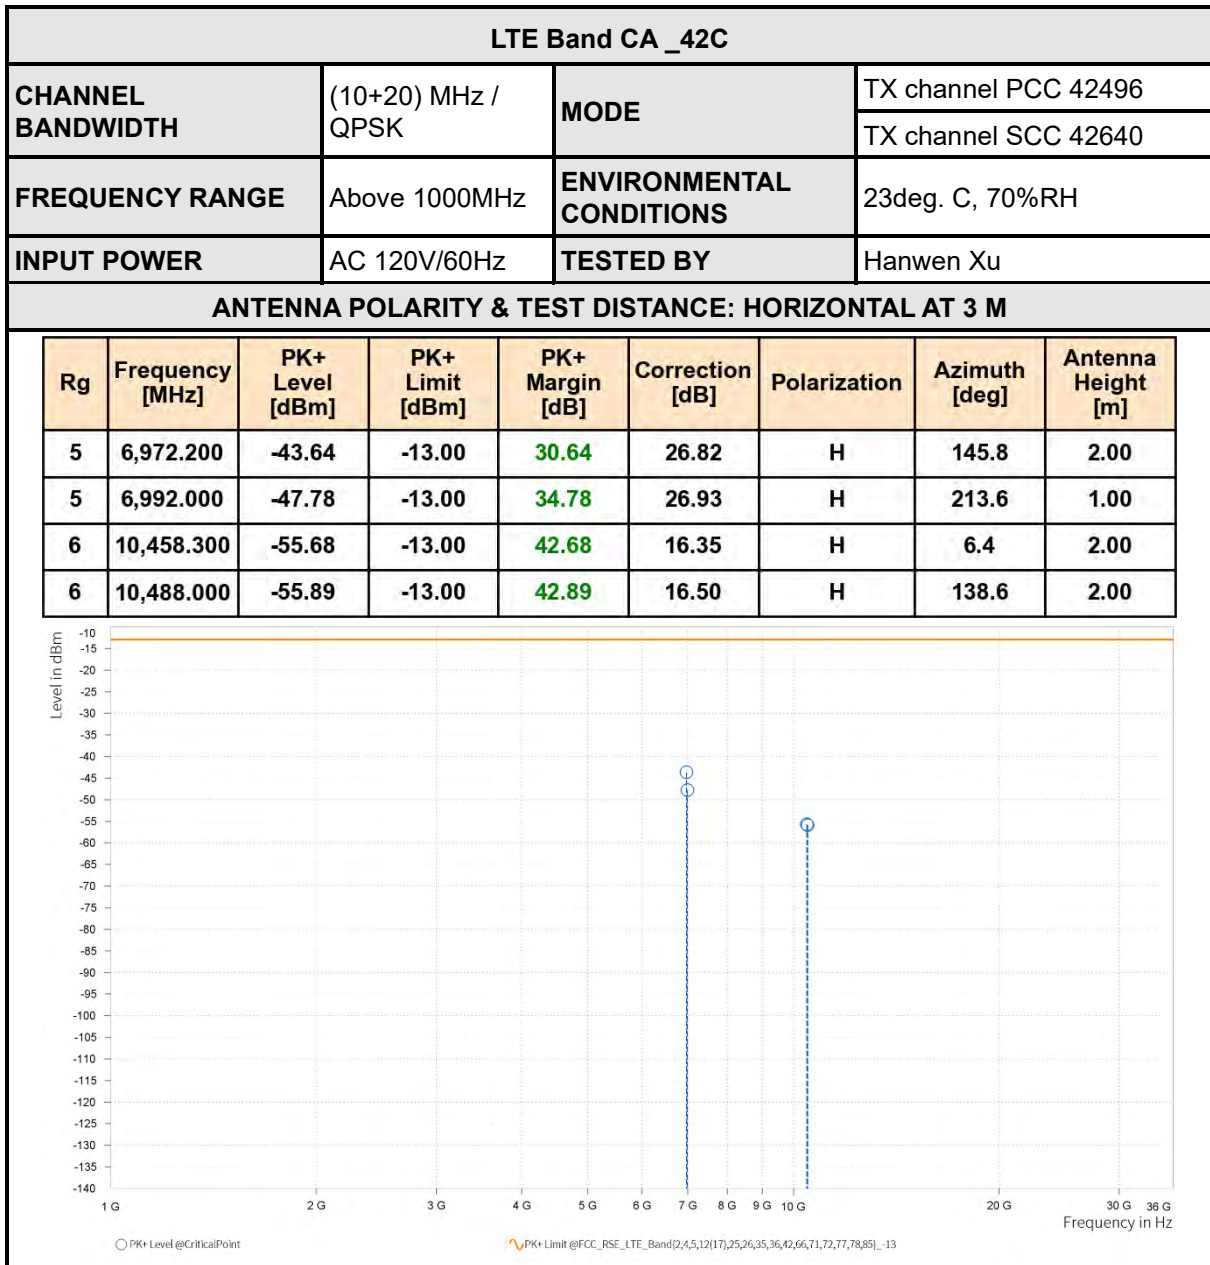 LTE Band CA _42C
CHANNEL BANDWIDTH (10+20) MHz / QPSK MODE TX channel PCC 42496
TX channel SCC 42640
FREQUENCY RANGE Above 1000MHz ENVIRONMENTAL CONDITIONS 23deg. C, 70%RH
INPUT POWER AC 120V/60Hz TESTED BY Hanwen Xu
ANTENNA POLARITY & TEST DISTANCE: HORIZONTAL AT 3 M
Rg Frequency [MHz] PK+ Level [dBm] PK+ Limit [dBm] PK+ Margin [dB] Correction [dB] Polarization Azimuth [deg] Antenna Height [m]
5 6,972.200 -43.64 -13.00 30.64 26.82 H 145.8 2.00
5 6,992.000 -47.78 -13.00 34.78 26.93 H 213.6 1.00
6 10,458.300 -55.68 -13.00 42.68 16.35 H 6.4 2.00
6 10,488.000 -55.89 -13.00 42.89 16.50 H 138.6 2.00
Level in dBm
-10
-15
-20
-25
-30
-35
-40
-45
-50
-55
-60
-65
-70
-75
-80
-85
-90
-95
-100
-105
-110
-115
-120
-125
-130
-135
-140
1 G 2 G 3 G 4 G 5 G 6 G 7 G 8 G 9 G 10 G 20 G 30 G 36 G
Frequency in Hz
PK+ Level @CriticalPoint PK+ Limit @FCC_RSE_LTE_Band(2,4,5,12(17),25,26,35,36,42,66,71,72,77,78,85)_-13